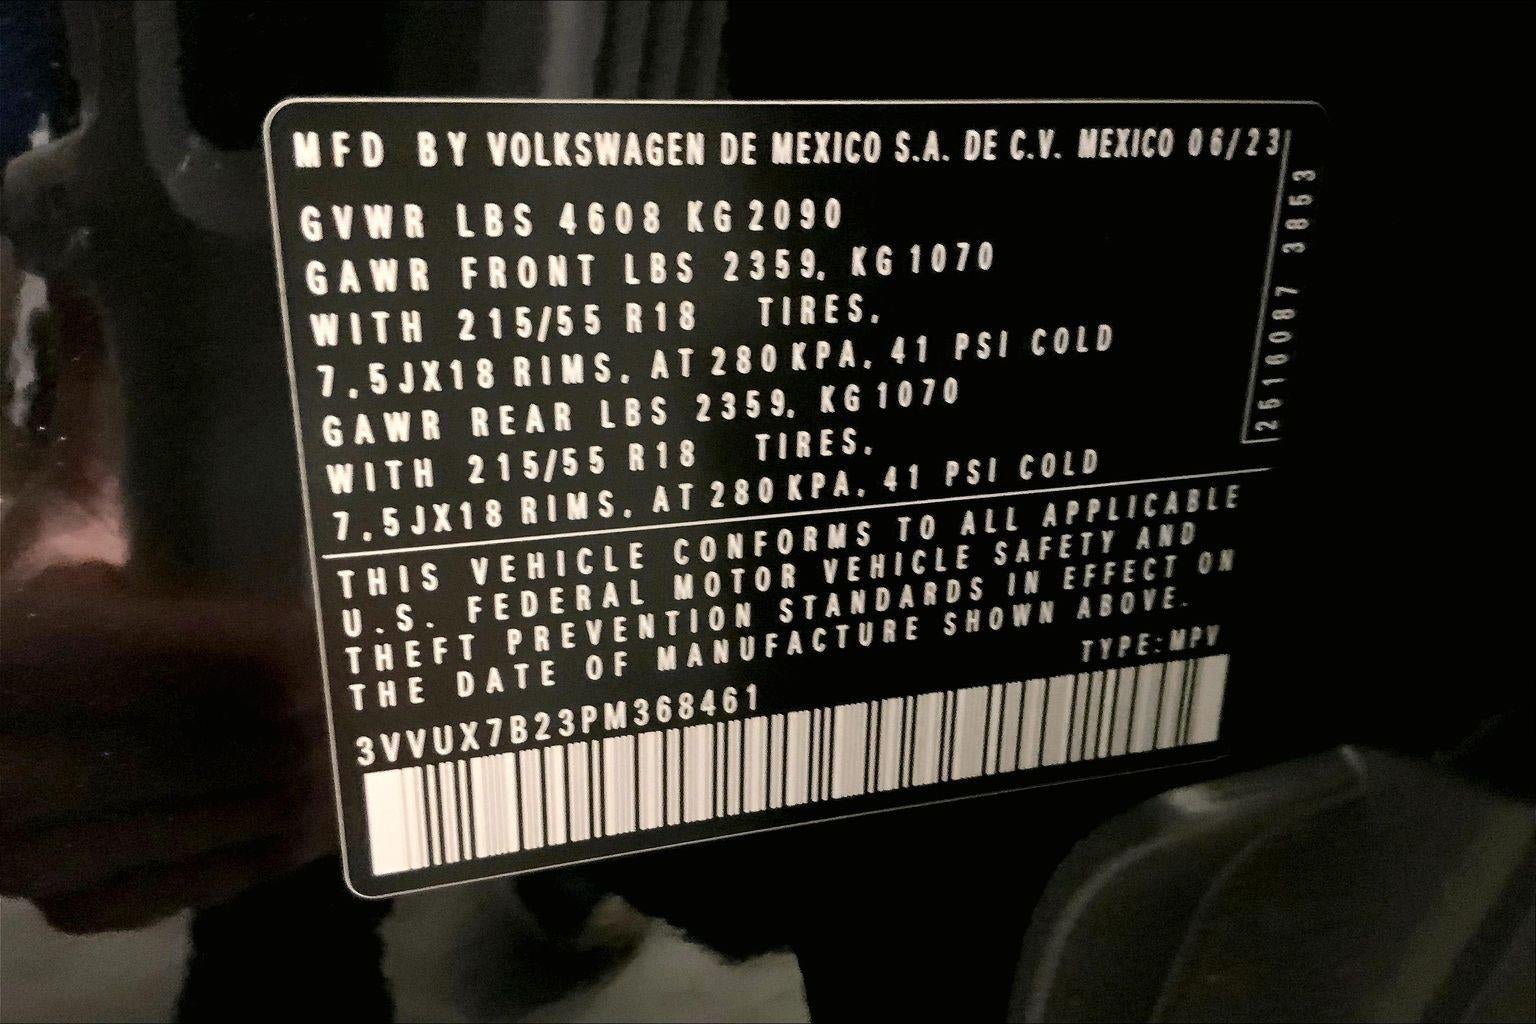 MFD BY VOLKSWAGEN DE MEXICO S.A. DE C.V. MEXICO 06/23
GVWR LBS 4608 KG 2090
GAWR FRONT LBS 2359, KG 1070
WITH 215/55 R18 TIRES,
7.5JX18 RIMS, AT 280 KPA, 41 PSI COLD
GAWR REAR LBS 2359, KG 1070
WITH 215/55 R18 TIRES,
7.5JX18 RIMS, AT 280 KPA, 41 PSI COLD
2516087 3863
THIS VEHICLE CONFORMS TO ALL APPLICABLE
U.S. FEDERAL MOTOR VEHICLE SAFETY AND
THEFT PREVENTION STANDARDS IN EFFECT ON
THE DATE OF MANUFACTURE SHOWN ABOVE.
TYPE:MPV
3VVUX7B23PM368461